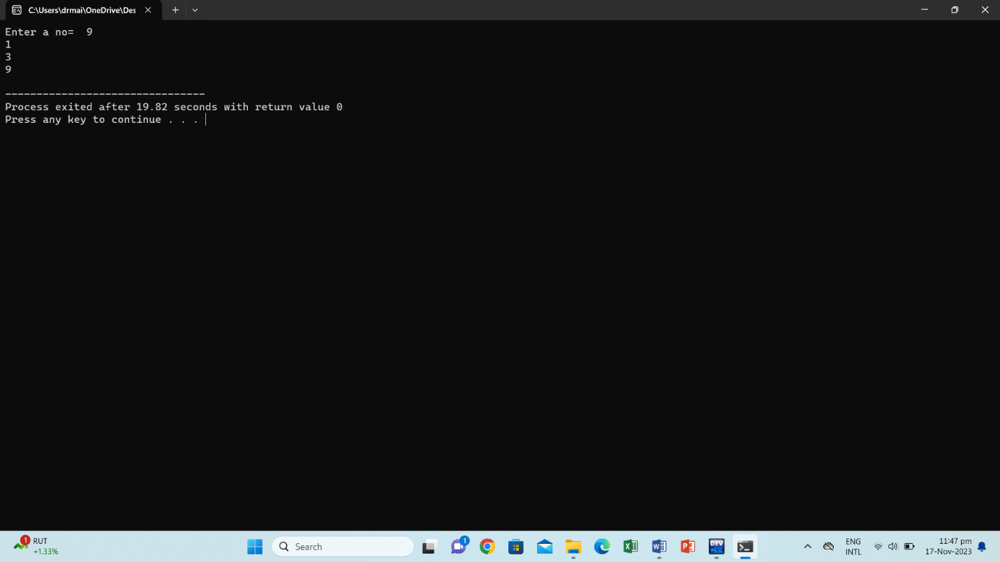 C:\Users\drmai\OneDrive\Des
Enter a no=  9
1
3
9
--------------------------------
Process exited after 19.82 seconds with return value 0
Press any key to continue . . .
1
RUT
+1.33%
Search
1
DEV
ENG
INTL
11:47 pm
17-Nov-2023